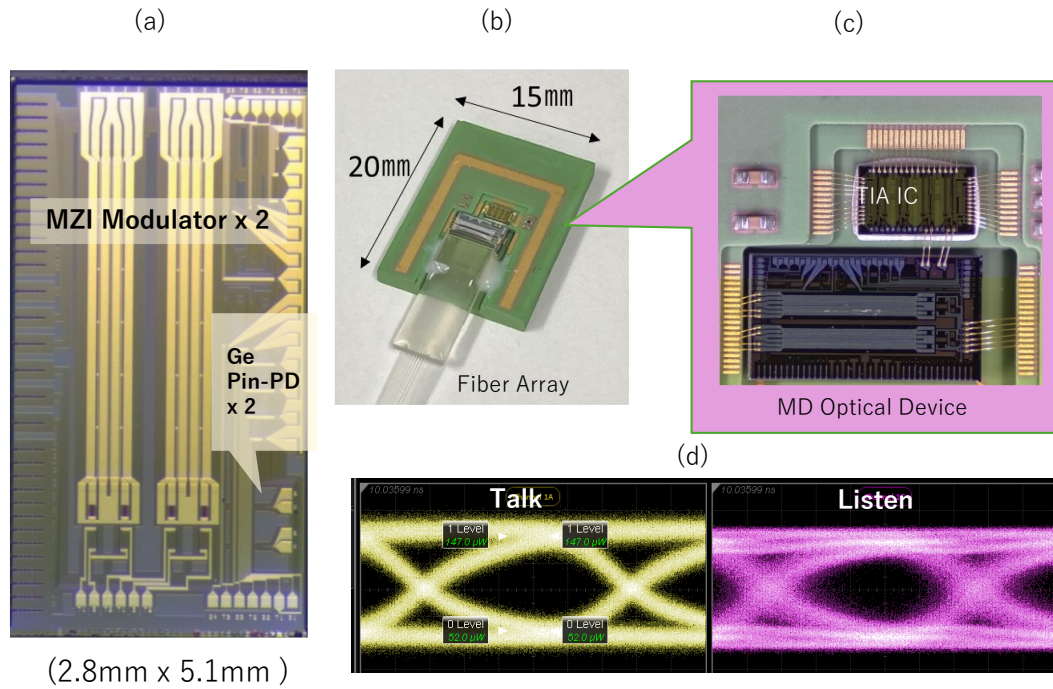 (a)
(b)
(c)
MZI Modulator x 2
Ge
Pin-PD
x 2
(2.8mm x 5.1mm )
15㎜
20㎜
Fiber Array
TIA IC
MD Optical Device
(d)
10.03599 ns
Talk
1A
1 Level
147.0 µW
1 Level
147.0 µW
0 Level
52.0 µW
0 Level
52.0 µW
10.03599 ns
Listen